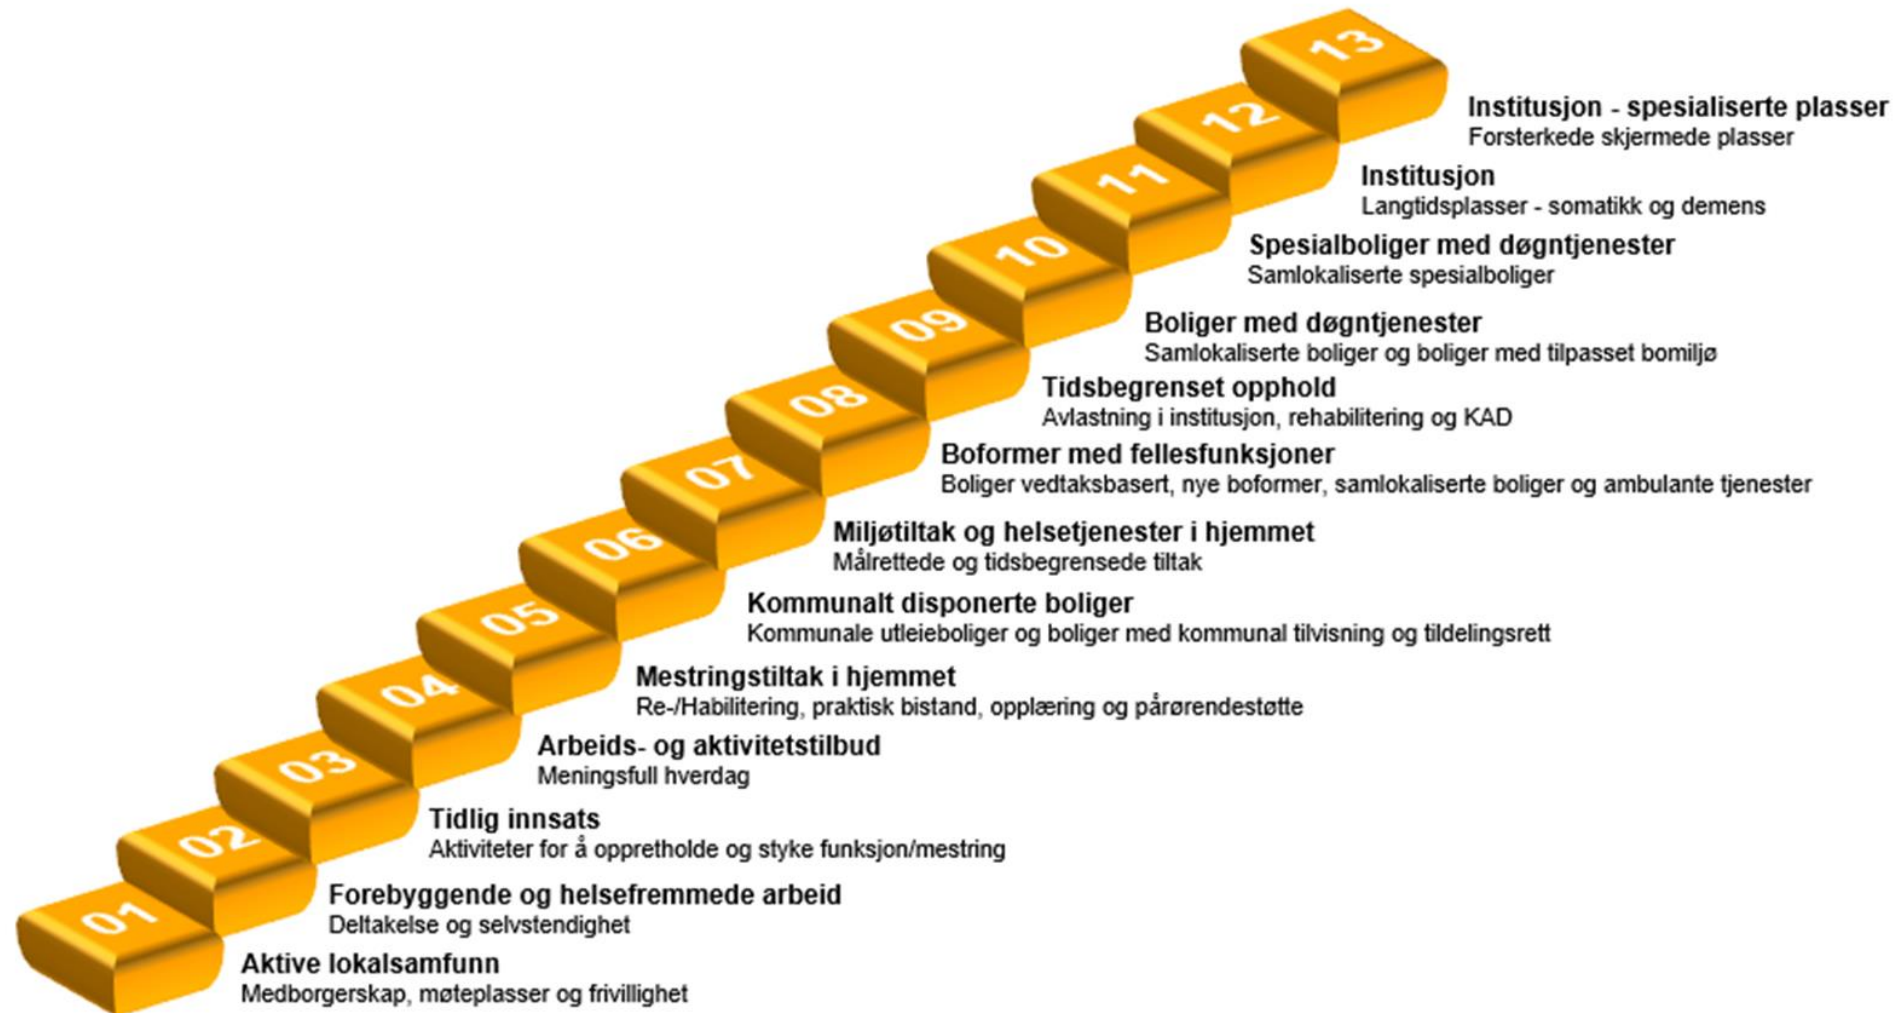 13
Institusjon - spesialiserte plasser
Forsterkede skjermede plasser
12
Institusjon
Langtidsplasser - somatikk og demens
11
Spesialboliger med døgntjenester
Samlokaliserte spesialboliger
10
Boliger med døgntjenester
Samlokaliserte boliger og boliger med tilpasset bomiljø
09
Tidsbegrenset opphold
Avlastning i institusjon, rehabilitering og KAD
08
Boformer med fellesfunksjoner
Boliger vedtaksbasert, nye boformer, samlokaliserte boliger og ambulante tjenester
07
Miljøtiltak og helsetjenester i hjemmet
Målrettede og tidsbegrensede tiltak
06
Kommunalt disponerte boliger
Kommunale utleieboliger og boliger med kommunal tilvisning og tildelingsrett
05
Mestringstiltak i hjemmet
Re-/Habilitering, praktisk bistand, opplæring og pårørendestøtte
04
Arbeids- og aktivitetstilbud
Meningsfull hverdag
03
Tidlig innsats
Aktiviteter for å oppretholde og styke funksjon/mestring
02
Forebyggende og helsefremmede arbeid
Deltakelse og selvstendighet
01
Aktive lokalsamfunn
Medborgerskap, møteplasser og frivillighet